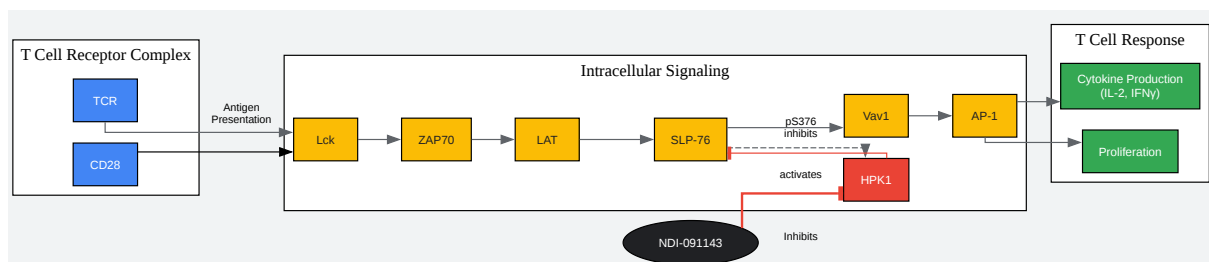 T Cell Receptor Complex
TCR
CD28
Antigen
Presentation
Intracellular Signaling
Lck
ZAP70
LAT
SLP-76
pS376
inhibits
Vav1
AP-1
activates
HPK1
NDI-091143
Inhibits
T Cell Response
Cytokine Production
(IL-2, IFNγ)
Proliferation